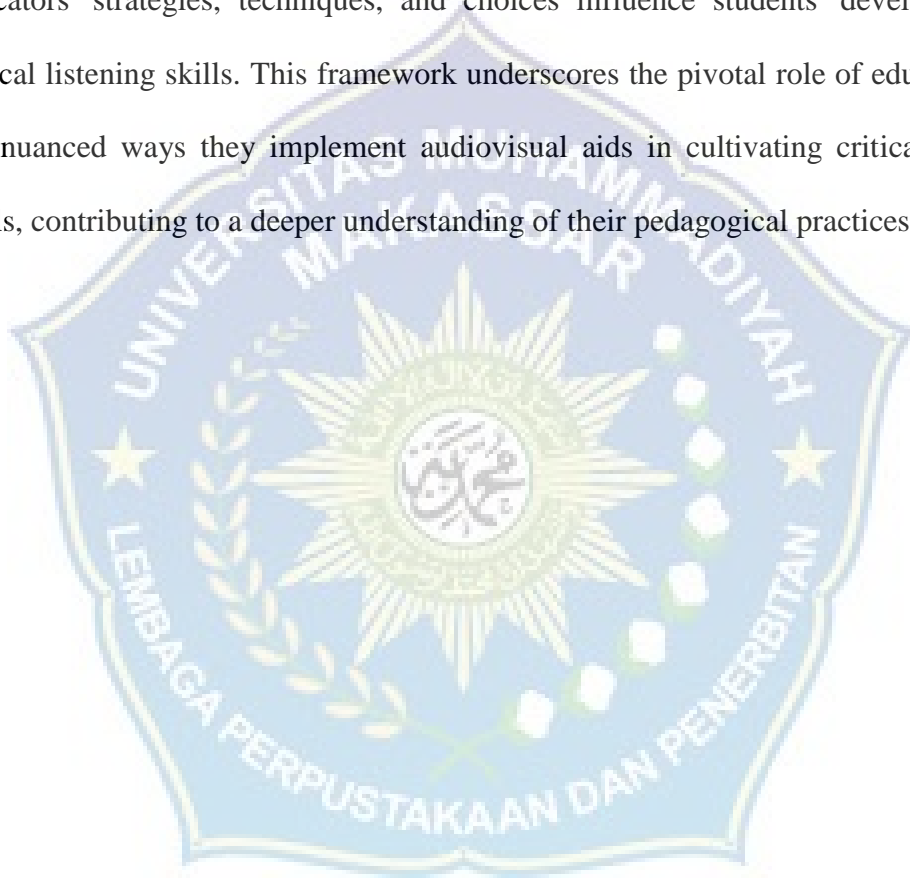 cators' strategies, techniques, and choices influence students' devel
cal listening skills. This framework underscores the pivotal role of edu
nuanced ways they implement audiovisual aids in cultivating critica
s, contributing to a deeper understanding of their pedagogical practices
UNIVERSITAS MUHAMMADIYAH
MAKASSAR
LEMBAGA PERPUSTAKAAN DAN PENERBITAN